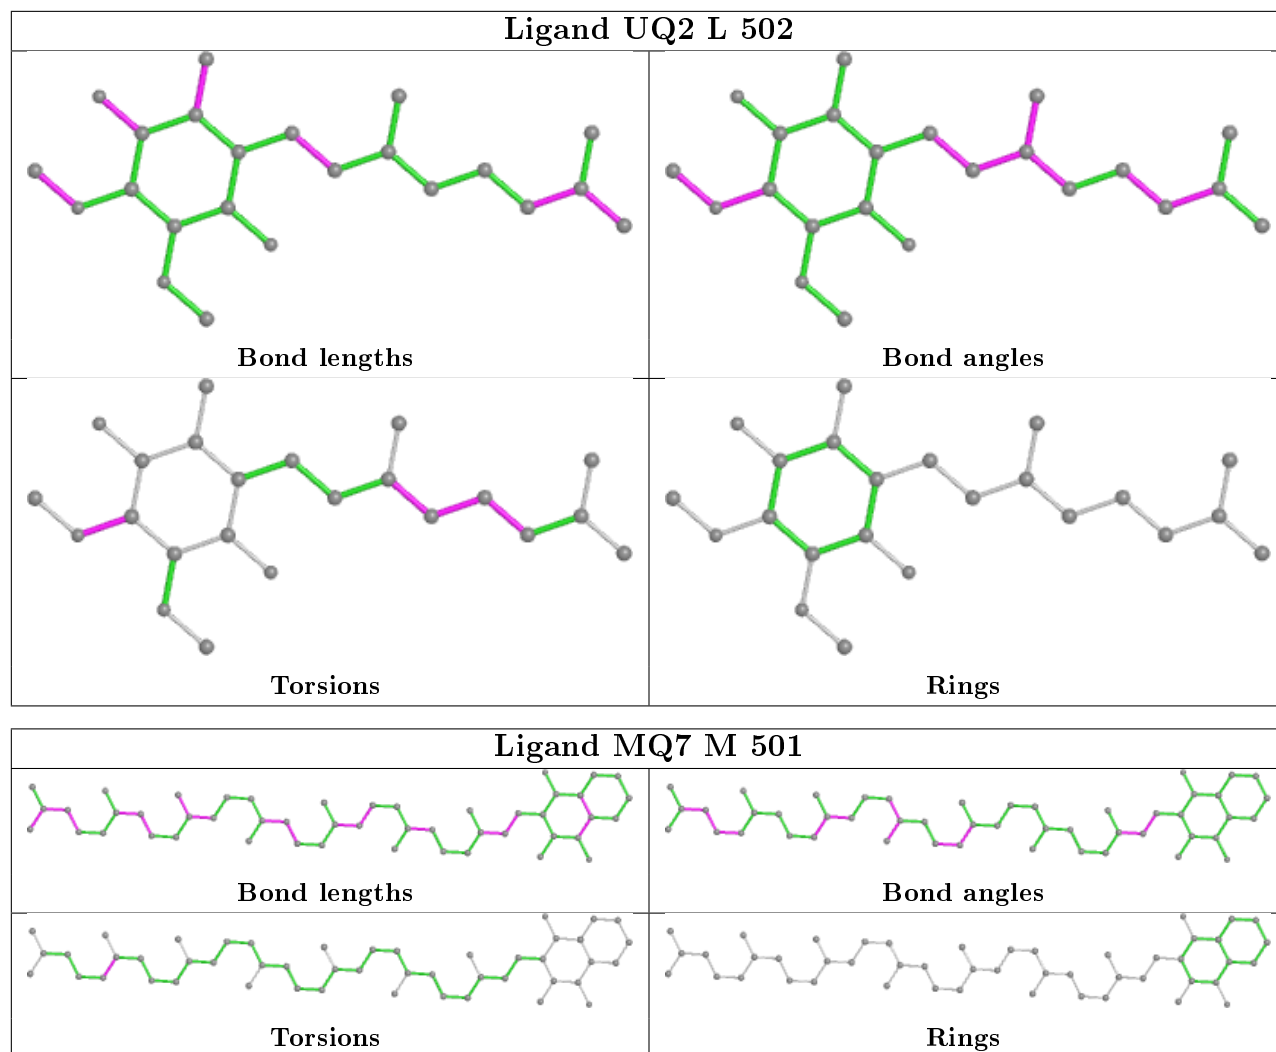 Ligand UQ2 L 502
Bond lengths
Bond angles
Torsions
Rings
Ligand MQ7 M 501
Bond lengths
Bond angles
Torsions
Rings